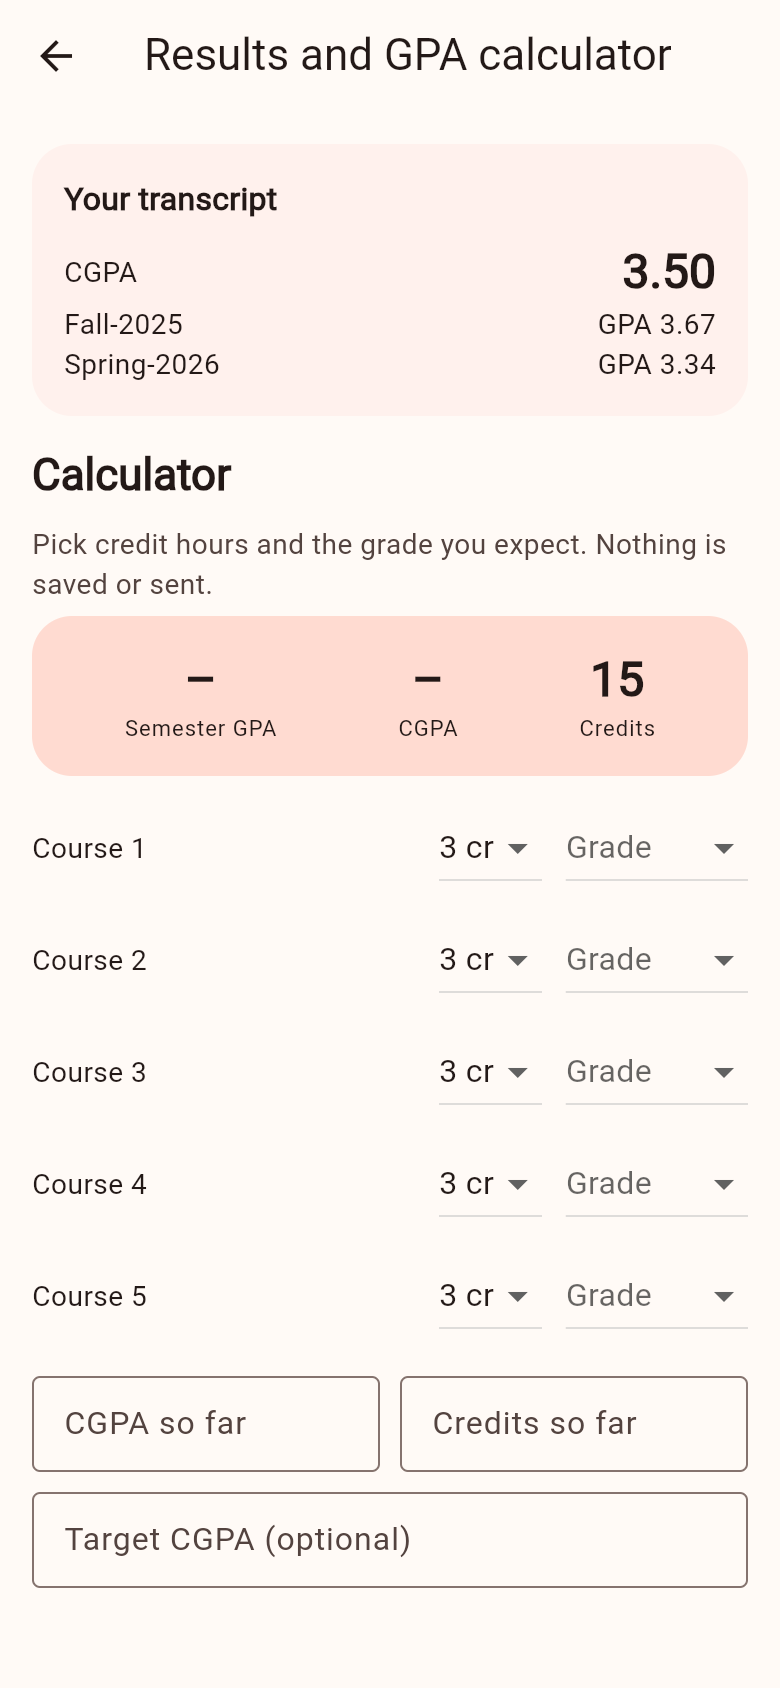 Results and GPA calculator
Your transcript
CGPA 3.50
Fall-2025 GPA 3.67
Spring-2026 GPA 3.34
Calculator
Pick credit hours and the grade you expect. Nothing is
saved or sent.
– – 15
Semester GPA CGPA Credits
Course 1 3 cr Grade
Course 2 3 cr Grade
Course 3 3 cr Grade
Course 4 3 cr Grade
Course 5 3 cr Grade
CGPA so far Credits so far
Target CGPA (optional)